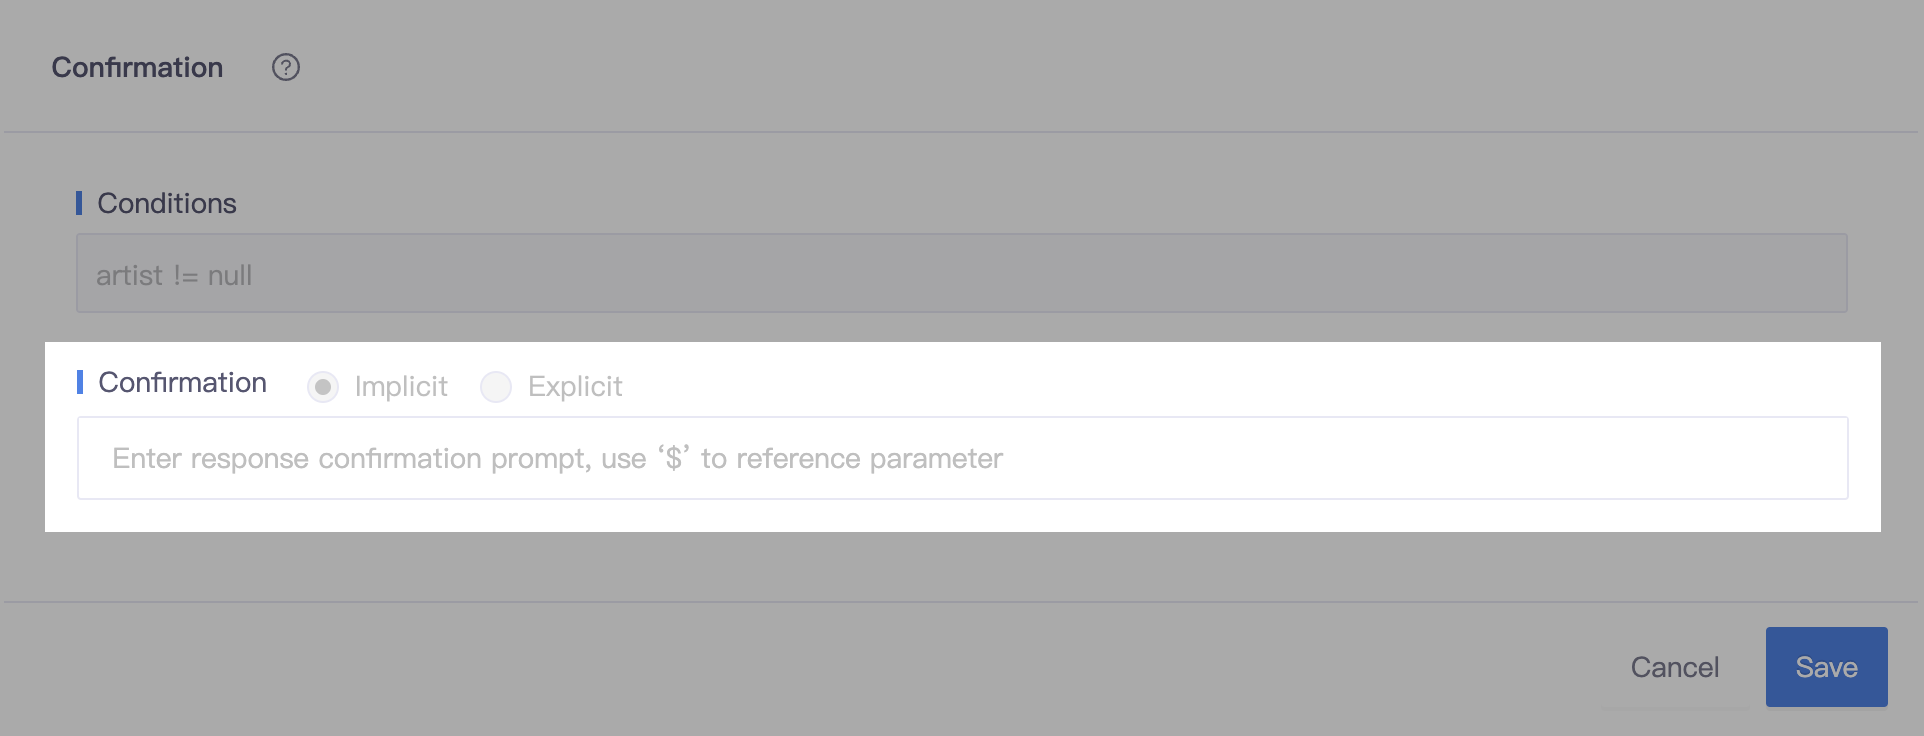 Confirmation ?
Conditions
artist != null
Confirmation Implicit Explicit
Enter response confirmation prompt, use ‘$’ to reference parameter
Cancel Save